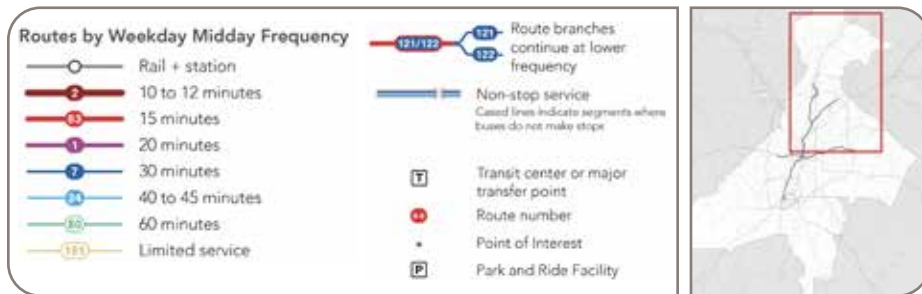 Routes by Weekday Midday Frequency
Rail + station
2 10 to 12 minutes
15 minutes
1 20 minutes
7 30 minutes
40 to 45 minutes
60 minutes
Limited service
121/122
121
122
Route branches
continue at lower
frequency
Non-stop service
Cased lines indicate segments where
buses do not make stops
T
Transit center or major
transfer point
Route number
Point of Interest
P
Park and Ride Facility